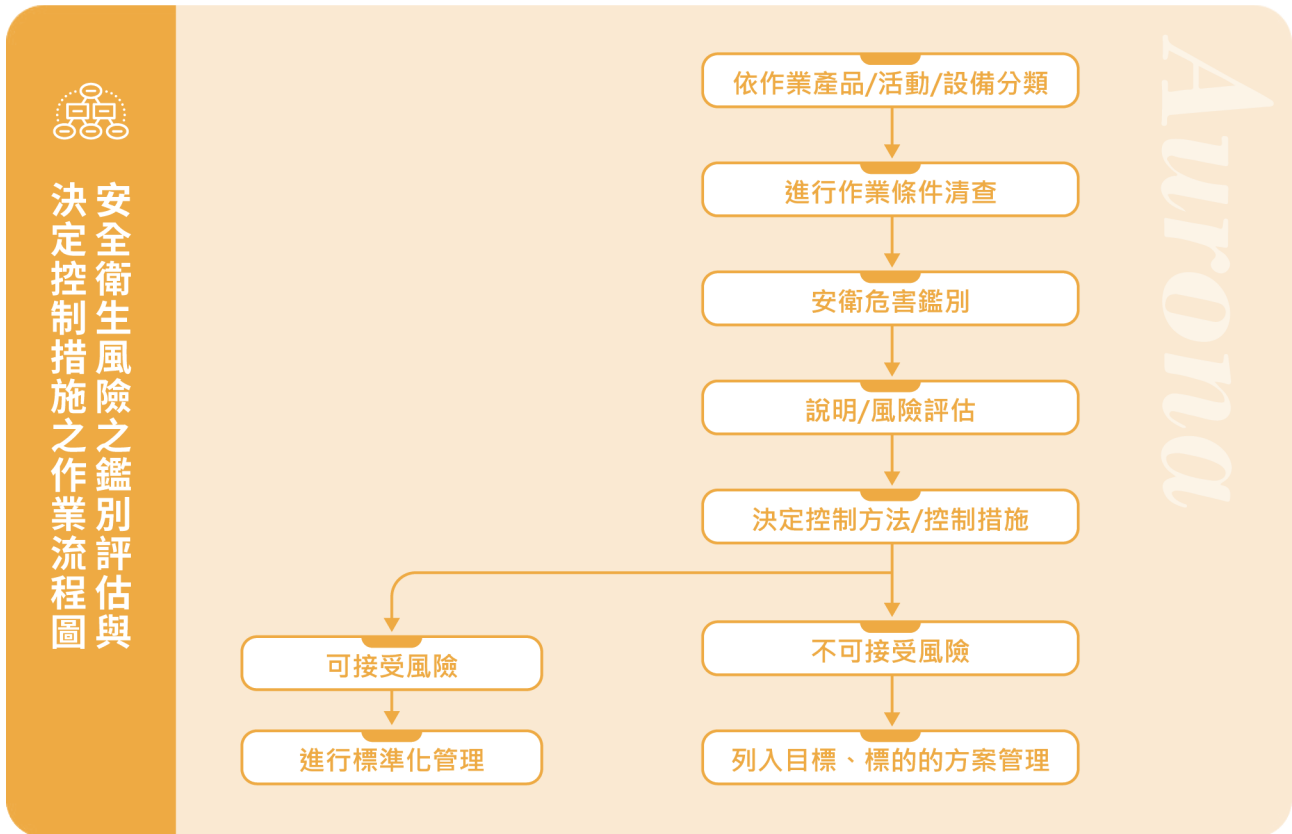 安全衛生風險之鑑別評估與
決定控制措施之作業流程圖
依作業產品/活動/設備分類
進行作業條件清查
安衛危害鑑別
說明/風險評估
決定控制方法/控制措施
可接受風險
不可接受風險
進行標準化管理
列入目標、標的的方案管理
Aurona